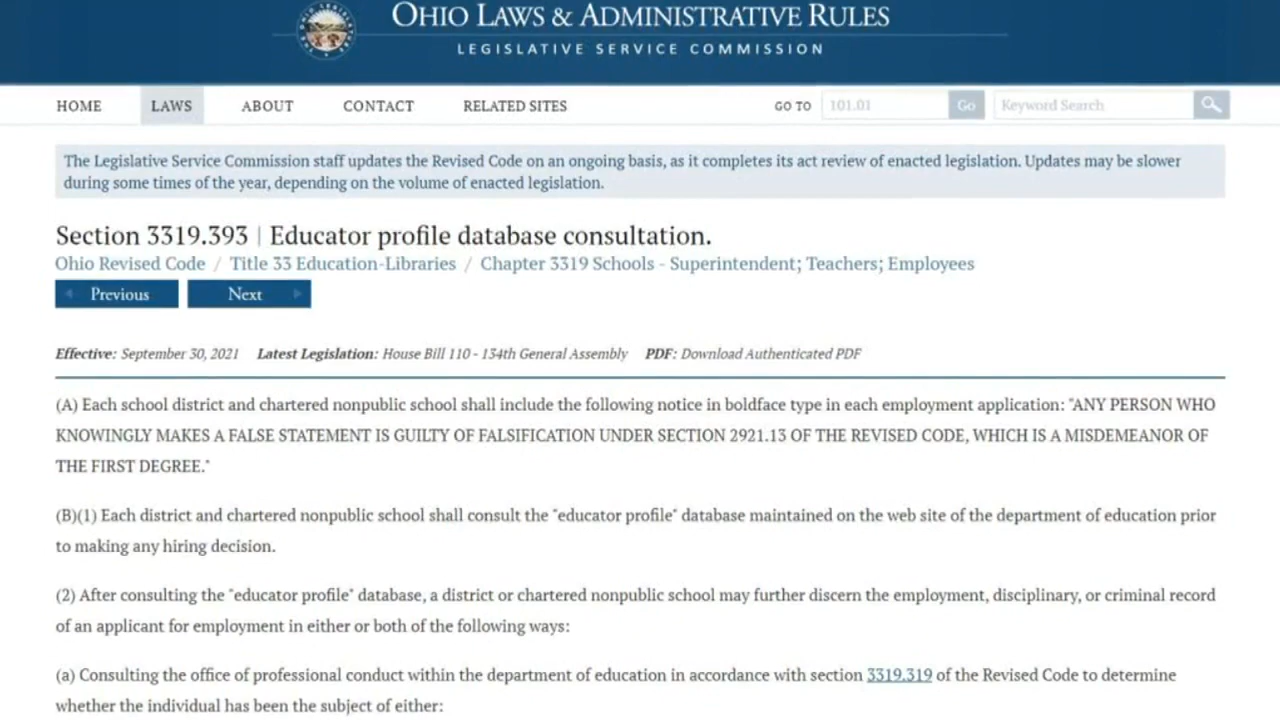 OHIO LAWS & ADMINISTRATIVE RULES
LEGISLATIVE SERVICE COMMISSION
HOME LAWS ABOUT CONTACT RELATED SITES GO TO 101.01 Go Keyword Search
The Legislative Service Commission staff updates the Revised Code on an ongoing basis, as it completes its act review of enacted legislation. Updates may be slower
during some times of the year, depending on the volume of enacted legislation.
Section 3319.393 | Educator profile database consultation.
Ohio Revised Code / Title 33 Education-Libraries / Chapter 3319 Schools - Superintendent; Teachers; Employees
Previous Next
Effective: September 30, 2021 Latest Legislation: House Bill 110 - 134th General Assembly PDF: Download Authenticated PDF
(A) Each school district and chartered nonpublic school shall include the following notice in boldface type in each employment application: "ANY PERSON WHO
KNOWINGLY MAKES A FALSE STATEMENT IS GUILTY OF FALSIFICATION UNDER SECTION 2921.13 OF THE REVISED CODE, WHICH IS A MISDEMEANOR OF
THE FIRST DEGREE."
(B)(1) Each district and chartered nonpublic school shall consult the "educator profile" database maintained on the web site of the department of education prior
to making any hiring decision.
(2) After consulting the "educator profile" database, a district or chartered nonpublic school may further discern the employment, disciplinary, or criminal record
of an applicant for employment in either or both of the following ways:
(a) Consulting the office of professional conduct within the department of education in accordance with section 3319.319 of the Revised Code to determine
whether the individual has been the subject of either: